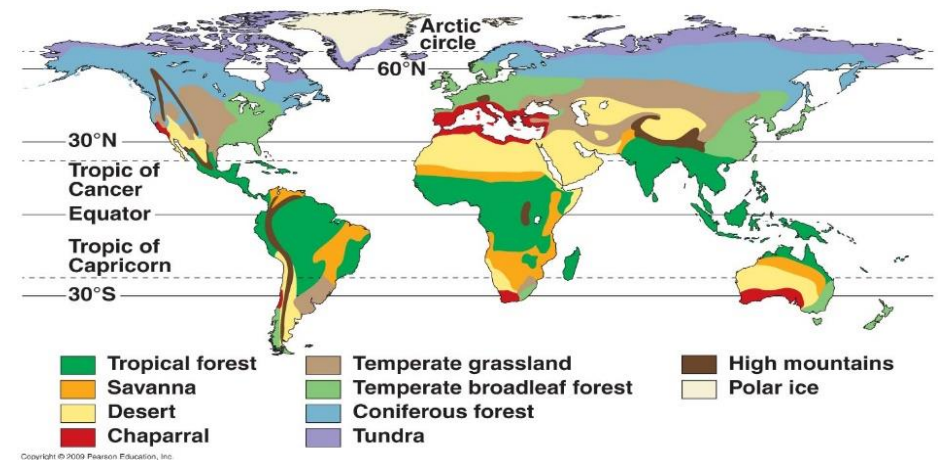 Arctic
circle
60°N
30°N
Tropic of
Cancer
Equator
Tropic of
Capricorn
30°S
Tropical forest
Savanna
Desert
Chaparral
Temperate grassland
Temperate broadleaf forest
Coniferous forest
Tundra
High mountains
Polar ice
Copyright © 2009 Pearson Education, Inc.